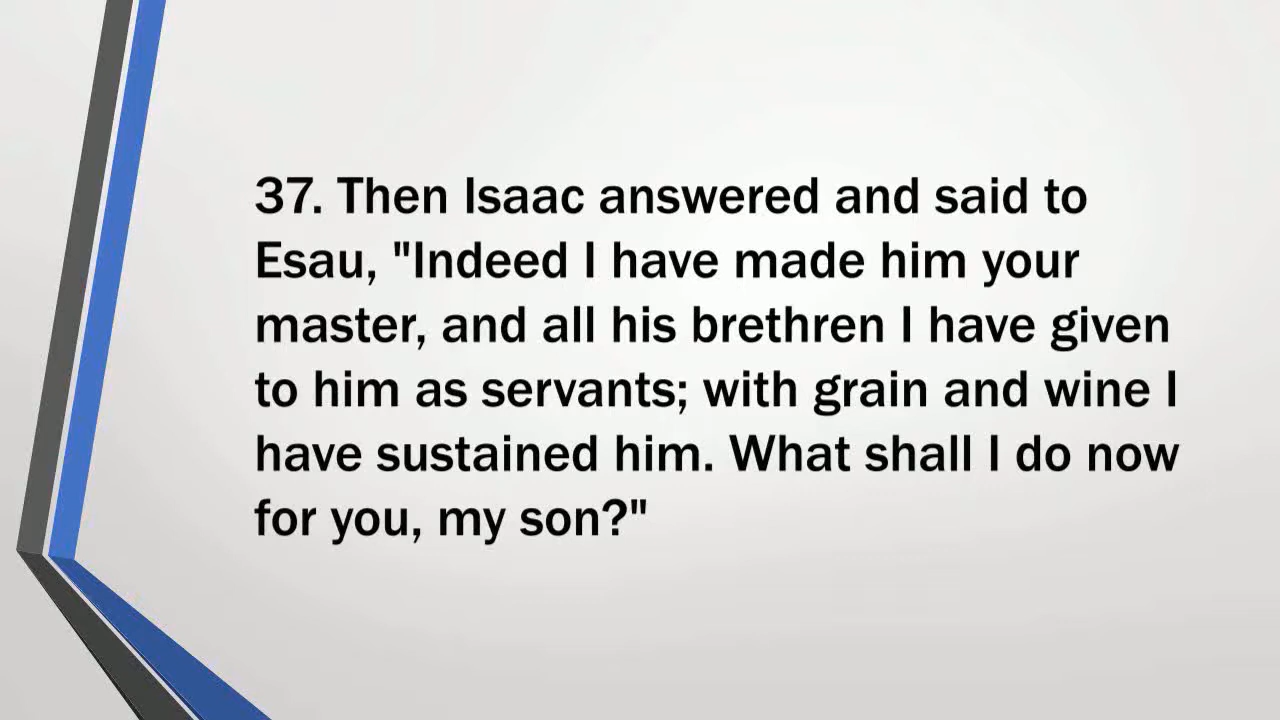 37. Then Isaac answered and said to
Esau, "Indeed I have made him your
master, and all his brethren I have given
to him as servants; with grain and wine I
have sustained him. What shall I do now
for you, my son?"